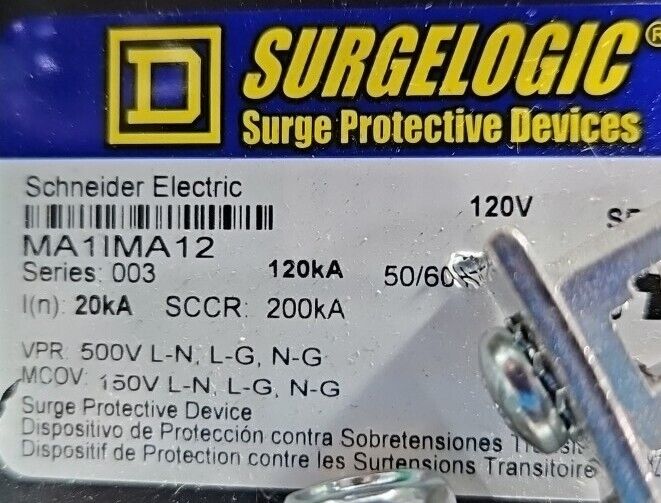 SURGELOGIC®
Surge Protective Devices
Schneider Electric
120V
MA1IMA12
Series: 003 120kA 50/60
I(n): 20kA SCCR: 200kA
VPR: 500V L-N, L-G, N-G
MCOV: 150V L-N, L-G, N-G
Surge Protective Device
Dispositivo de Protección contra Sobretensiones
Dispositif de Protection contre les Surtensions Transitoire